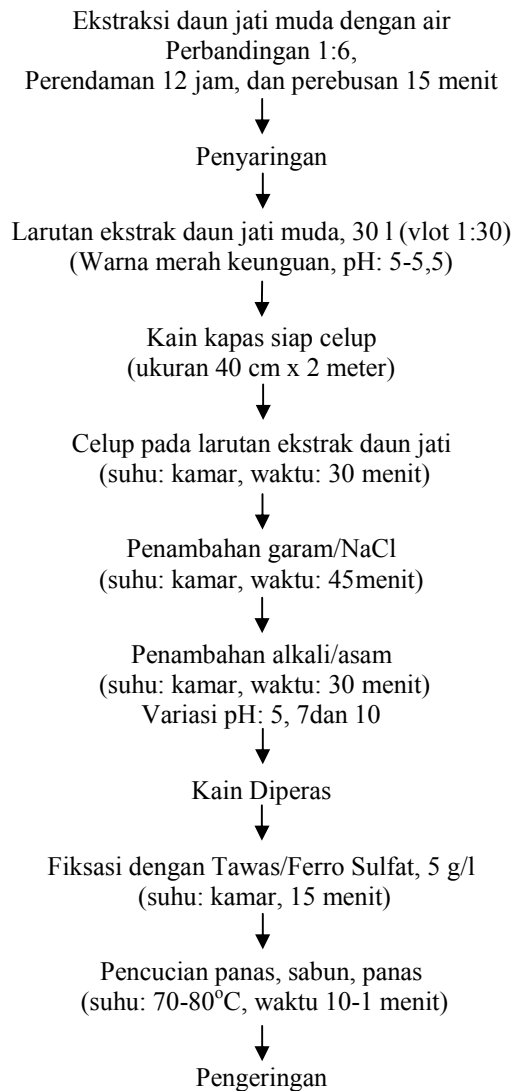 Ekstraksi daun jati muda dengan air
Perbandingan 1:6,
Perendaman 12 jam, dan perebusan 15 menit
Penyaringan
Larutan ekstrak daun jati muda, 30 l (vlot 1:30)
(Warna merah keunguan, pH: 5-5,5)
Kain kapas siap celup
(ukuran 40 cm x 2 meter)
Celup pada larutan ekstrak daun jati
(suhu: kamar, waktu: 30 menit)
Penambahan garam/NaCl
(suhu: kamar, waktu: 45menit)
Penambahan alkali/asam
(suhu: kamar, waktu: 30 menit)
Variasi pH: 5, 7dan 10
Kain Diperas
Fiksasi dengan Tawas/Ferro Sulfat, 5 g/l
(suhu: kamar, 15 menit)
Pencucian panas, sabun, panas
(suhu: 70-80°C, waktu 10-1 menit)
Pengeringan